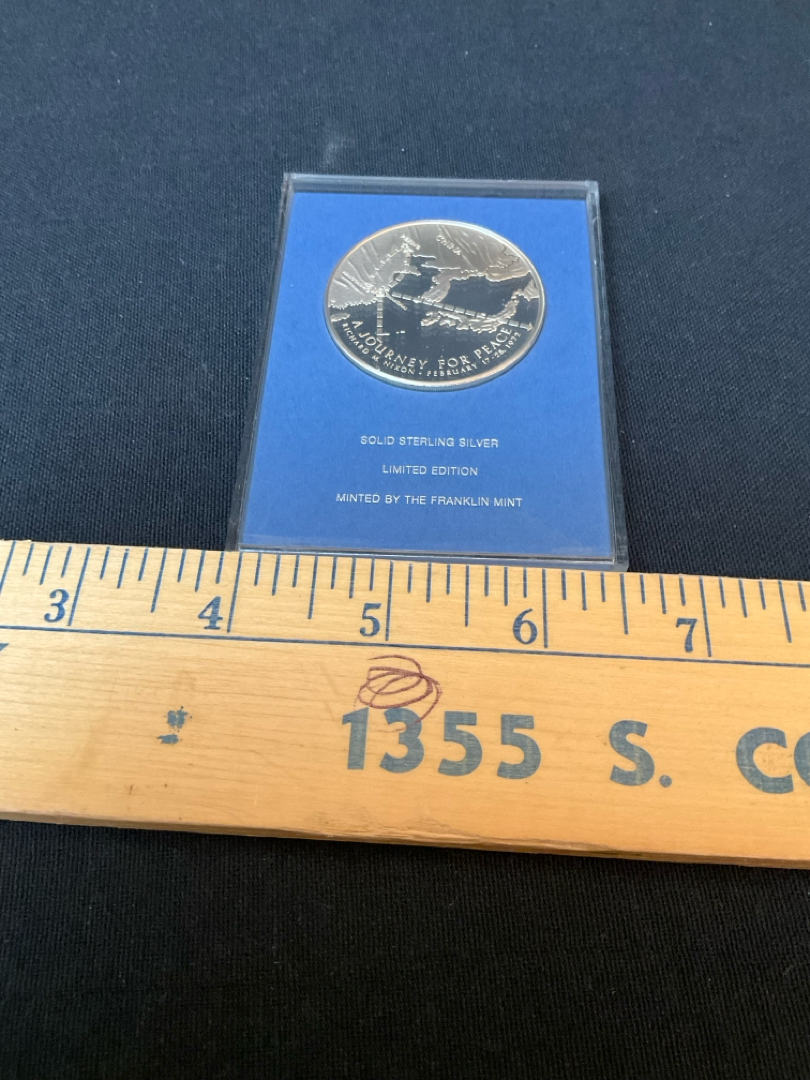 CHINA
A JOURNEY FOR PEACE
RICHARD M. NIXON • FEBRUARY 17-28, 1972
SOLID STERLING SILVER
LIMITED EDITION
MINTED BY THE FRANKLIN MINT
3 4 5 6 7
1355 S. CO